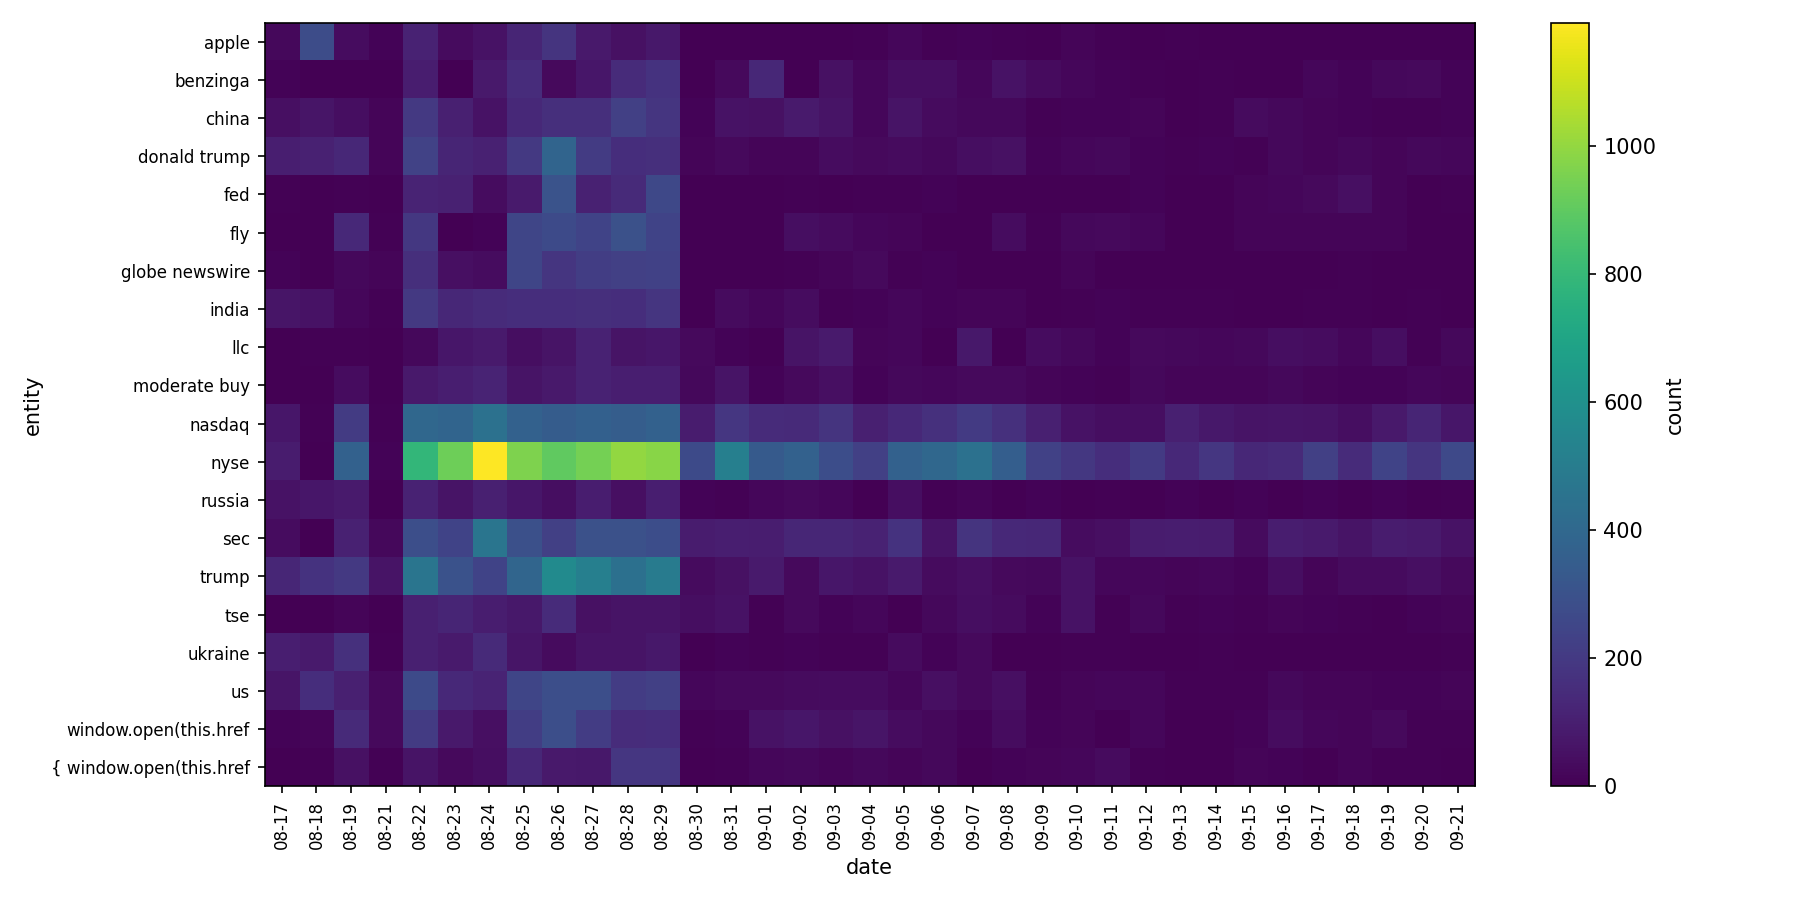 apple
benzinga
china
donald trump
fed
fly
globe newswire
india
llc
moderate buy
nasdaq
nyse
russia
sec
trump
tse
ukraine
us
window.open(this.href
{ window.open(this.href
entity
08-17 08-18 08-19 08-21 08-22 08-23 08-24 08-25 08-26 08-27 08-28 08-29 08-30 08-31 09-01 09-02 09-03 09-04 09-05 09-06 09-07 09-08 09-09 09-10 09-11 09-12 09-13 09-14 09-15 09-16 09-17 09-18 09-19 09-20 09-21
date
1000
800
600
400
200
0
count